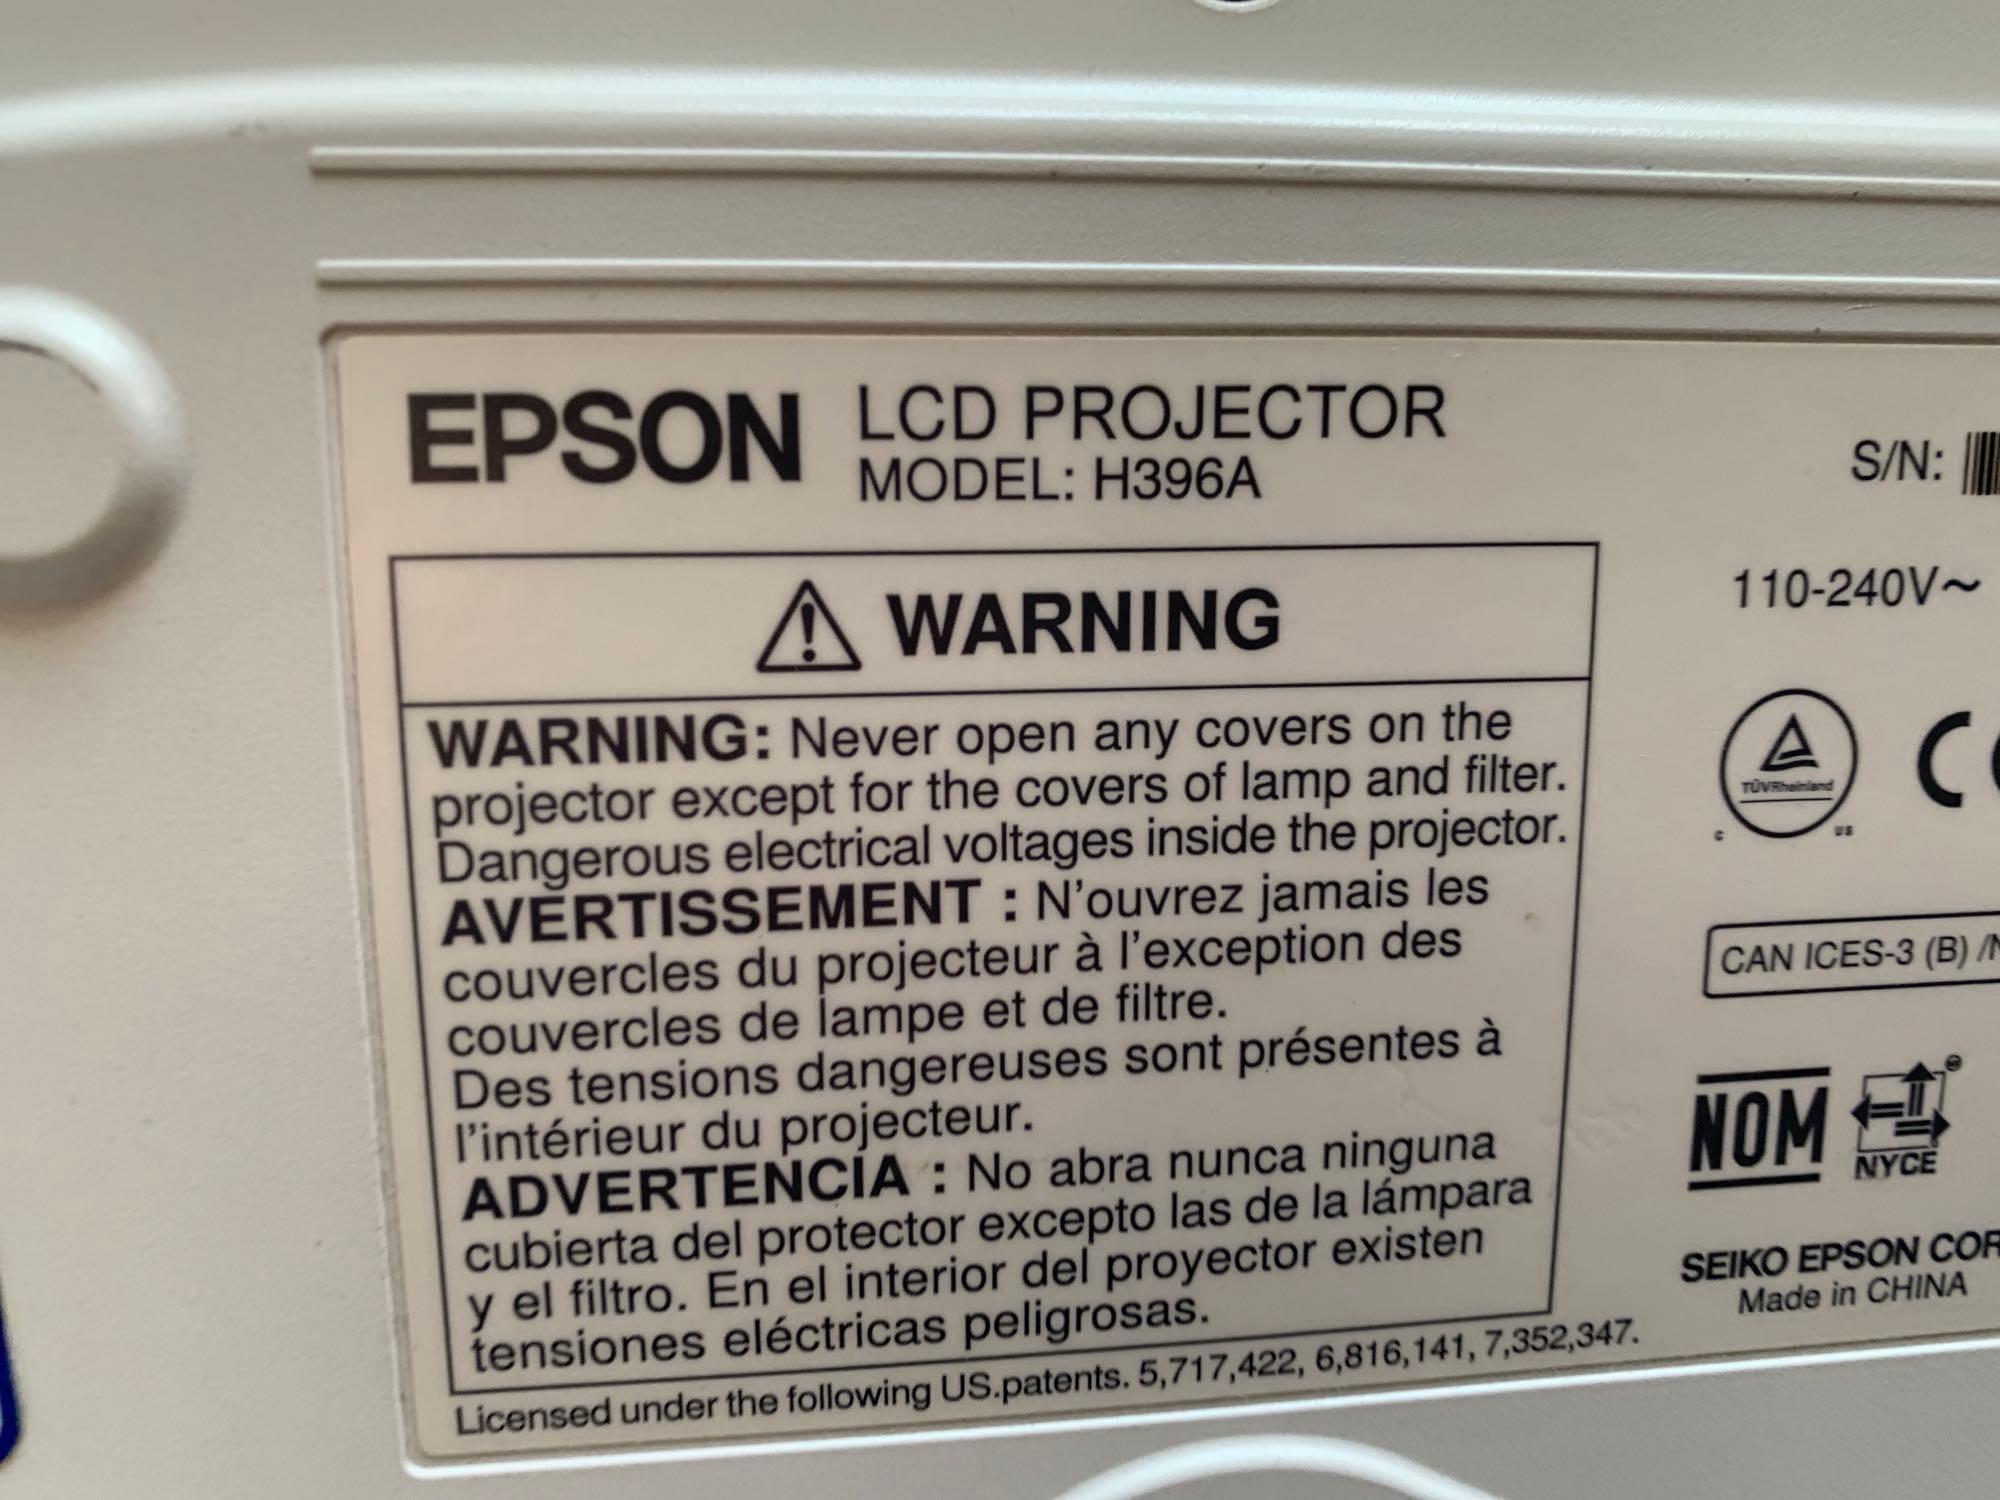 EPSON LCD PROJECTOR
MODEL: H396A
S/N:
WARNING
110-240V~
WARNING: Never open any covers on the
projector except for the covers of lamp and filter.
Dangerous electrical voltages inside the projector.
AVERTISSEMENT : N'ouvrez jamais les
couvercles du projecteur à l'exception des
couvercles de lampe et de filtre.
Des tensions dangereuses sont présentes à
l'intérieur du projecteur.
ADVERTENCIA : No abra nunca ninguna
cubierta del protector excepto las de la lámpara
y el filtro. En el interior del proyector existen
tensiones eléctricas peligrosas.
Licensed under the following US.patents. 5,717,422, 6,816,141, 7,352,347.
TÜVRheinland
C US
CE
CAN ICES-3 (B) /N
NOM
NYCE
SEIKO EPSON COR
Made in CHINA